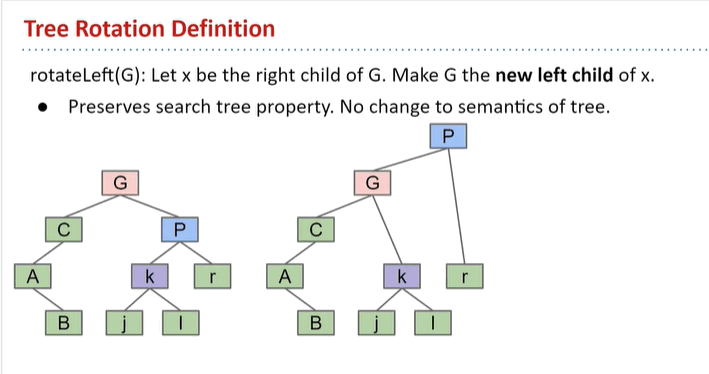 Tree Rotation Definition
rotateLeft(G): Let x be the right child of G. Make G the new left child of x.
● Preserves search tree property. No change to semantics of tree.
P
G G
C P C
A k r A k r
B j l B j l